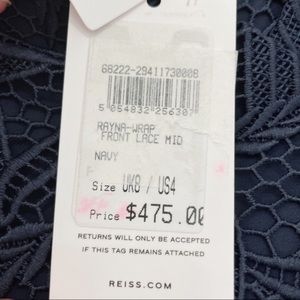 68222-29411730008
5 054832 256307
RAYNA-WRAP
FRONT LACE MID
NAVY
Size UK8 / US4
Price $475.00
RETURNS WILL ONLY BE ACCEPTED
IF THIS TAG REMAINS ATTACHED
REISS.COM